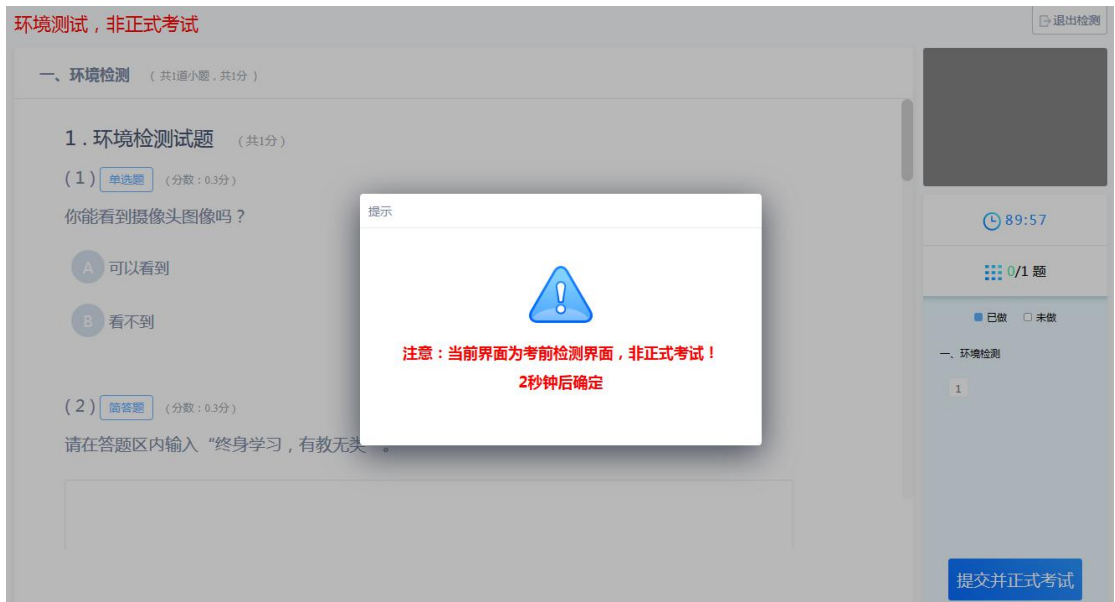 环境测试，非正式考试
退出检测
一、环境检测 （共1道小题，共1分）
1．环境检测试题 （共1分）
(1) 单选题 （分数：0.3分）
你能看到摄像头图像吗？
A 可以看到
B 看不到
(2) 简答题 （分数：0.3分）
请在答题区内输入“终身学习，有教无类”。
提示
注意：当前界面为考前检测界面，非正式考试！
2秒钟后确定
89:57
0/1 题
已做 未做
一、环境检测
1
提交并正式考试